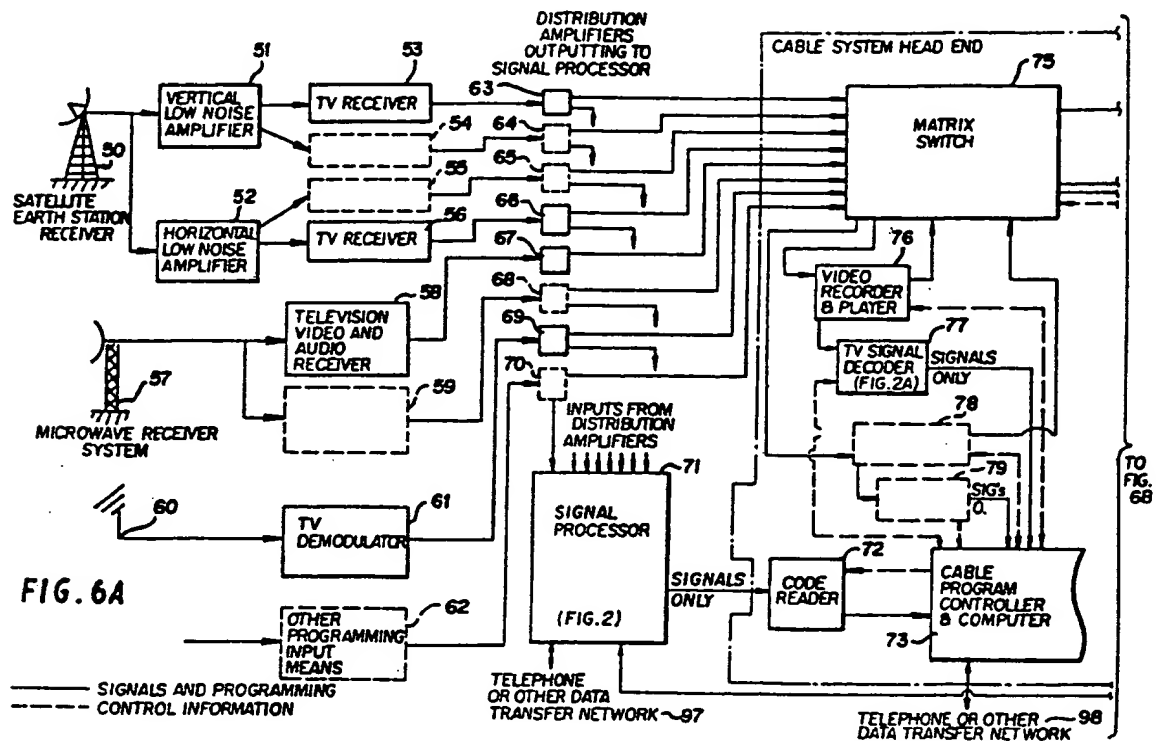 DISTRIBUTION
AMPLIFIERS
OUTPUTTING TO
SIGNAL PROCESSOR
CABLE SYSTEM HEAD END
51
53
63
75
VERTICAL
LOW NOISE
AMPLIFIER
TV RECEIVER
MATRIX
SWITCH
54
64
50
55
65
SATELLITE
EARTH STATION
RECEIVER
52
56
66
HORIZONTAL
LOW NOISE
AMPLIFIER
TV RECEIVER
67
76
58
68
VIDEO
RECORDER
& PLAYER
TELEVISION
VIDEO AND
AUDIO
RECEIVER
69
77
TV SIGNAL
DECODER
(FIG.2A)
SIGNALS
ONLY
57
59
70
MICROWAVE RECEIVER
SYSTEM
INPUTS FROM
DISTRIBUTION
AMPLIFIERS
71
78
79
SIG'S
O.
TO
FIG.
6B
60
61
TV
DEMODULATOR
SIGNAL
PROCESSOR
(FIG.2)
SIGNALS
ONLY
72
CODE
READER
CABLE
PROGRAM
CONTROLLER
& COMPUTER
73
FIG.6A
62
OTHER
PROGRAMMING
INPUT
MEANS
SIGNALS AND PROGRAMMING
CONTROL INFORMATION
TELEPHONE
OR OTHER DATA
TRANSFER NETWORK 97
TELEPHONE OR OTHER 98
DATA TRANSFER NETWORK